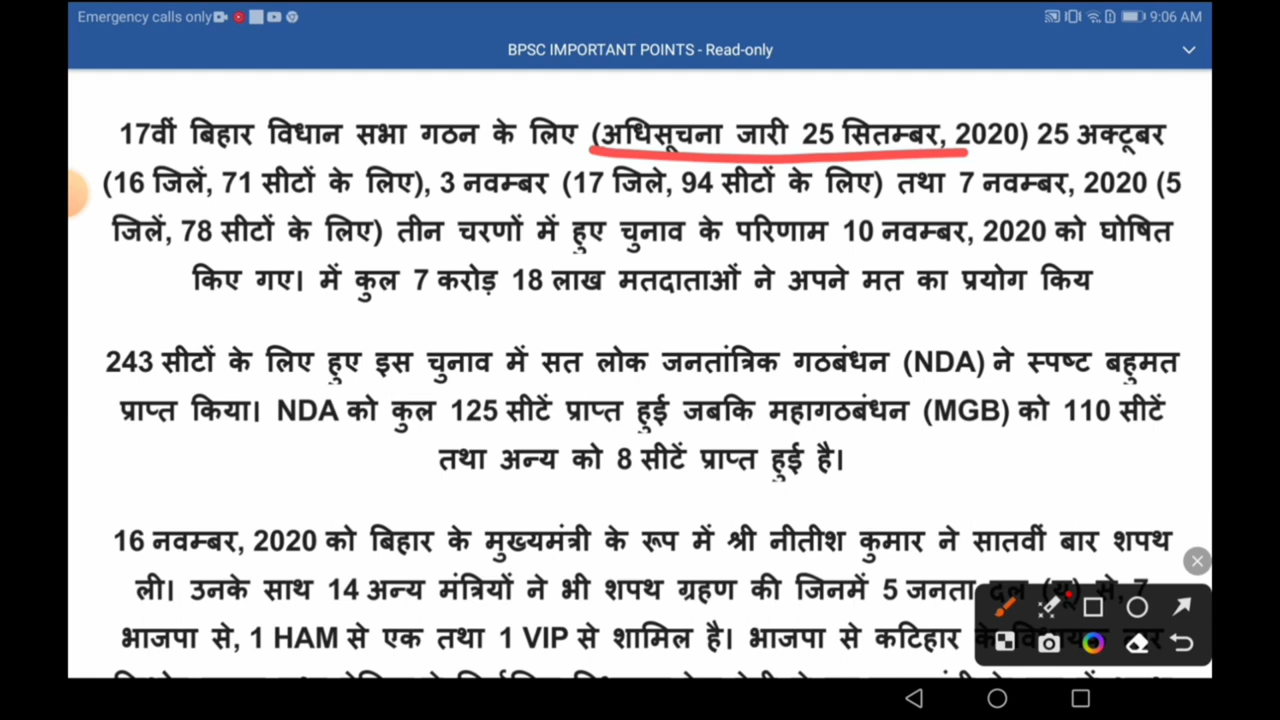 Emergency calls only
9:06 AM
BPSC IMPORTANT POINTS - Read-only
17वीं बिहार विधान सभा गठन के लिए (अधिसूचना जारी 25 सितम्बर, 2020) 25 अक्टूबर
(16 जिलें, 71 सीटों के लिए), 3 नवम्बर (17 जिले, 94 सीटों के लिए) तथा 7 नवम्बर, 2020 (5
जिलें, 78 सीटों के लिए) तीन चरणों में हुए चुनाव के परिणाम 10 नवम्बर, 2020 को घोषित
किए गए। में कुल 7 करोड़ 18 लाख मतदाताओं ने अपने मत का प्रयोग किय
243 सीटों के लिए हुए इस चुनाव में सत लोक जनतांत्रिक गठबंधन (NDA) ने स्पष्ट बहुमत
प्राप्त किया। NDA को कुल 125 सीटें प्राप्त हुई जबकि महागठबंधन (MGB) को 110 सीटें
तथा अन्य को 8 सीटें प्राप्त हुई है।
16 नवम्बर, 2020 को बिहार के मुख्यमंत्री के रूप में श्री नीतीश कुमार ने सातवीं बार शपथ
ली। उनके साथ 14 अन्य मंत्रियों ने भी शपथ ग्रहण की जिनमें 5 जनता दल (यू) से, 7
भाजपा से, 1 HAM से एक तथा 1 VIP से शामिल है। भाजपा से कटिहार के